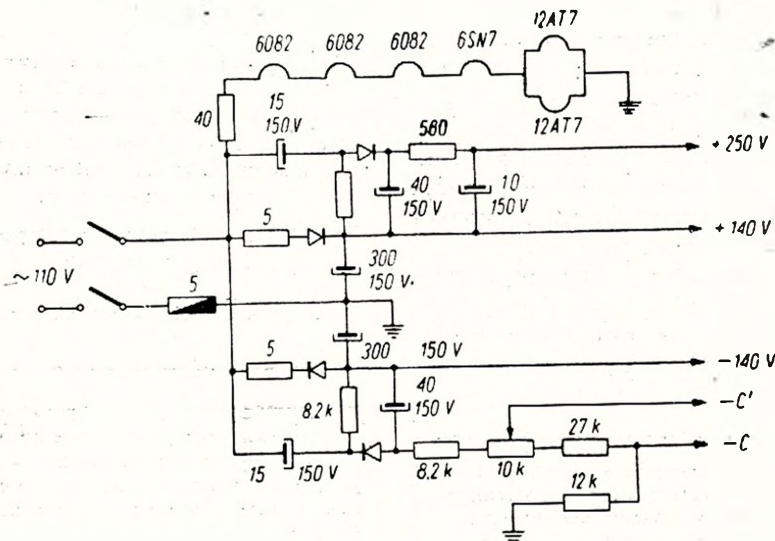 12AT7
6082 6082 6082 6SN7
12AT7
40
15
150 V
580
+ 250 V
40
150 V
10
150 V
5
+ 140 V
300
150 V.
~ 110 V
5
300
150 V
- 140 V
5
40
150 V
8.2 k
- C'
27 k
- C
15
150 V
8,2 k
10 k
12 k